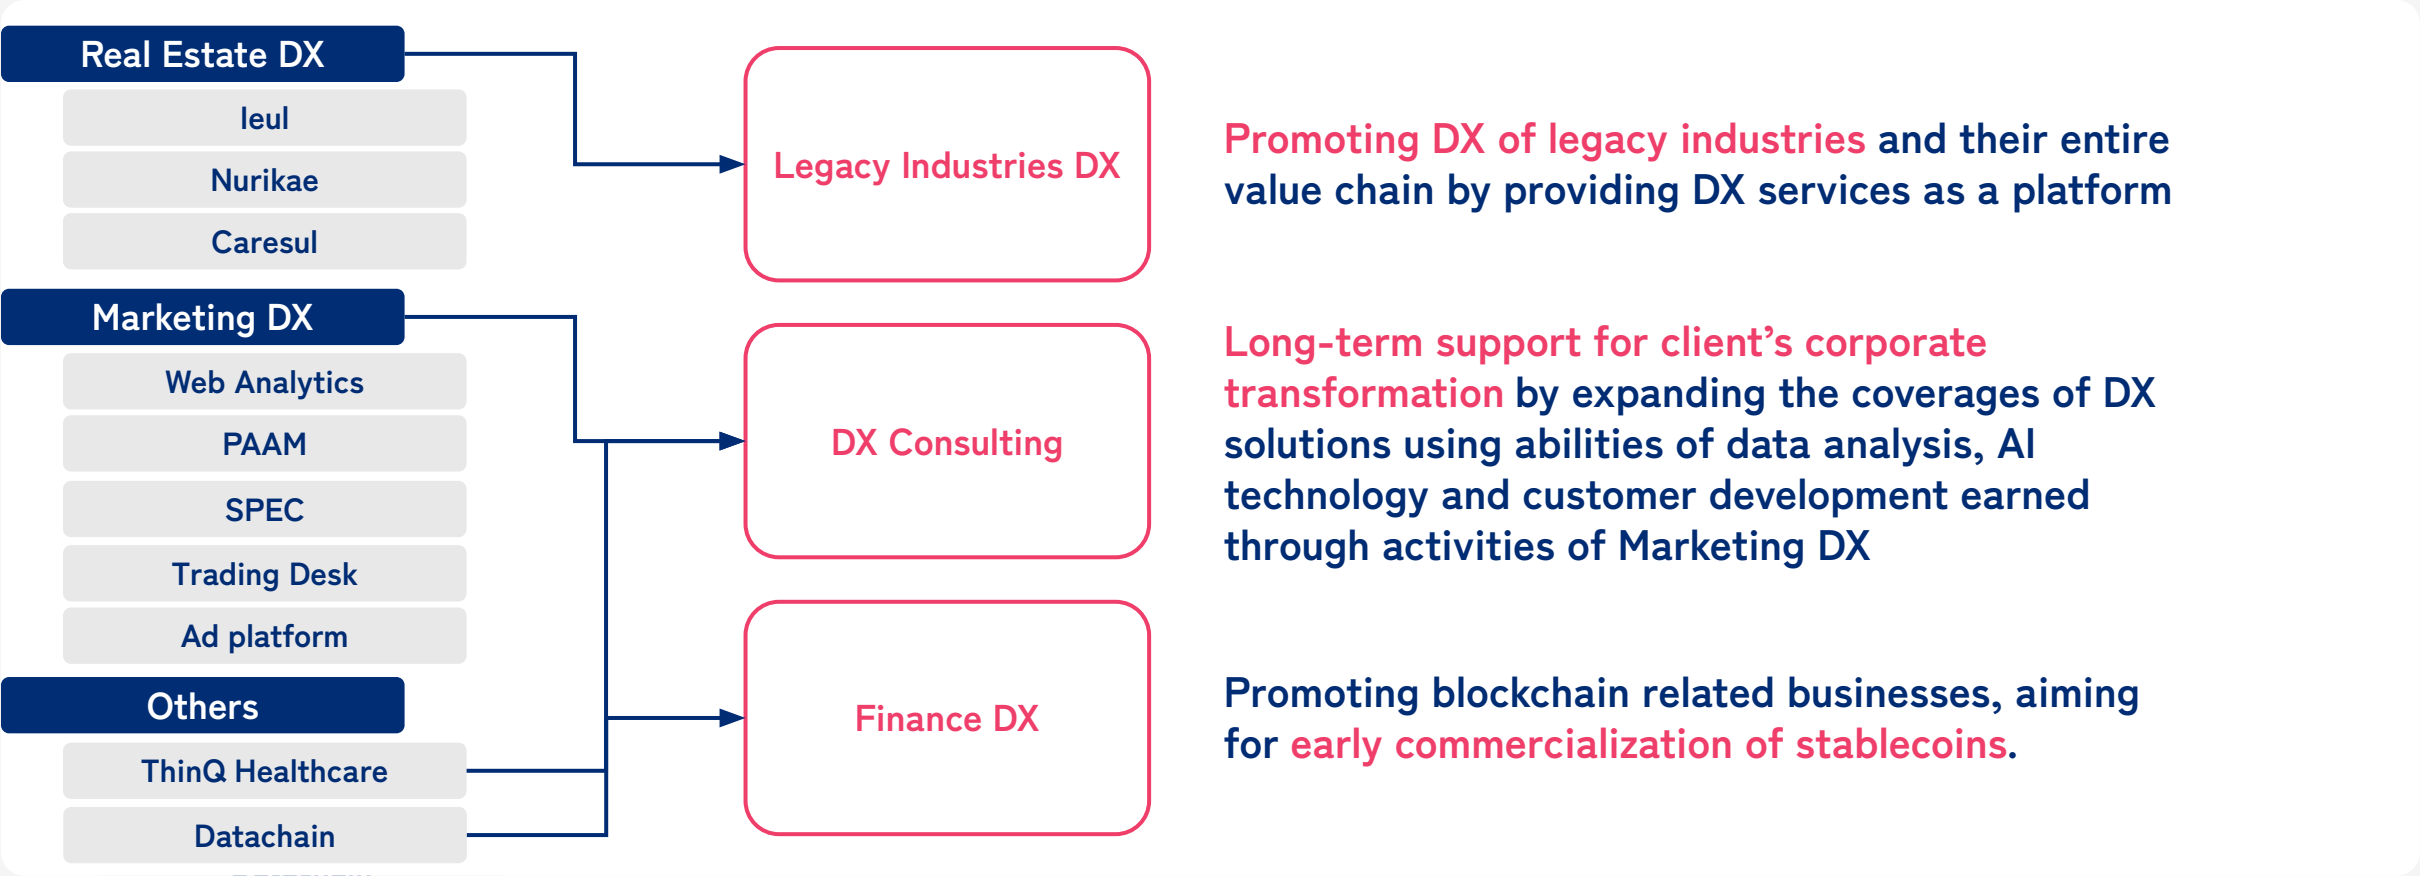 Real Estate DX
Ieul
Nurikae
Caresul
Marketing DX
Web Analytics
PAAM
SPEC
Trading Desk
Ad platform
Others
ThinQ Healthcare
Datachain
Legacy Industries DX
DX Consulting
Finance DX
Promoting DX of legacy industries and their entire
value chain by providing DX services as a platform
Long-term support for client’s corporate
transformation by expanding the coverages of DX
solutions using abilities of data analysis, AI
technology and customer development earned
through activities of Marketing DX
Promoting blockchain related businesses, aiming
for early commercialization of stablecoins.